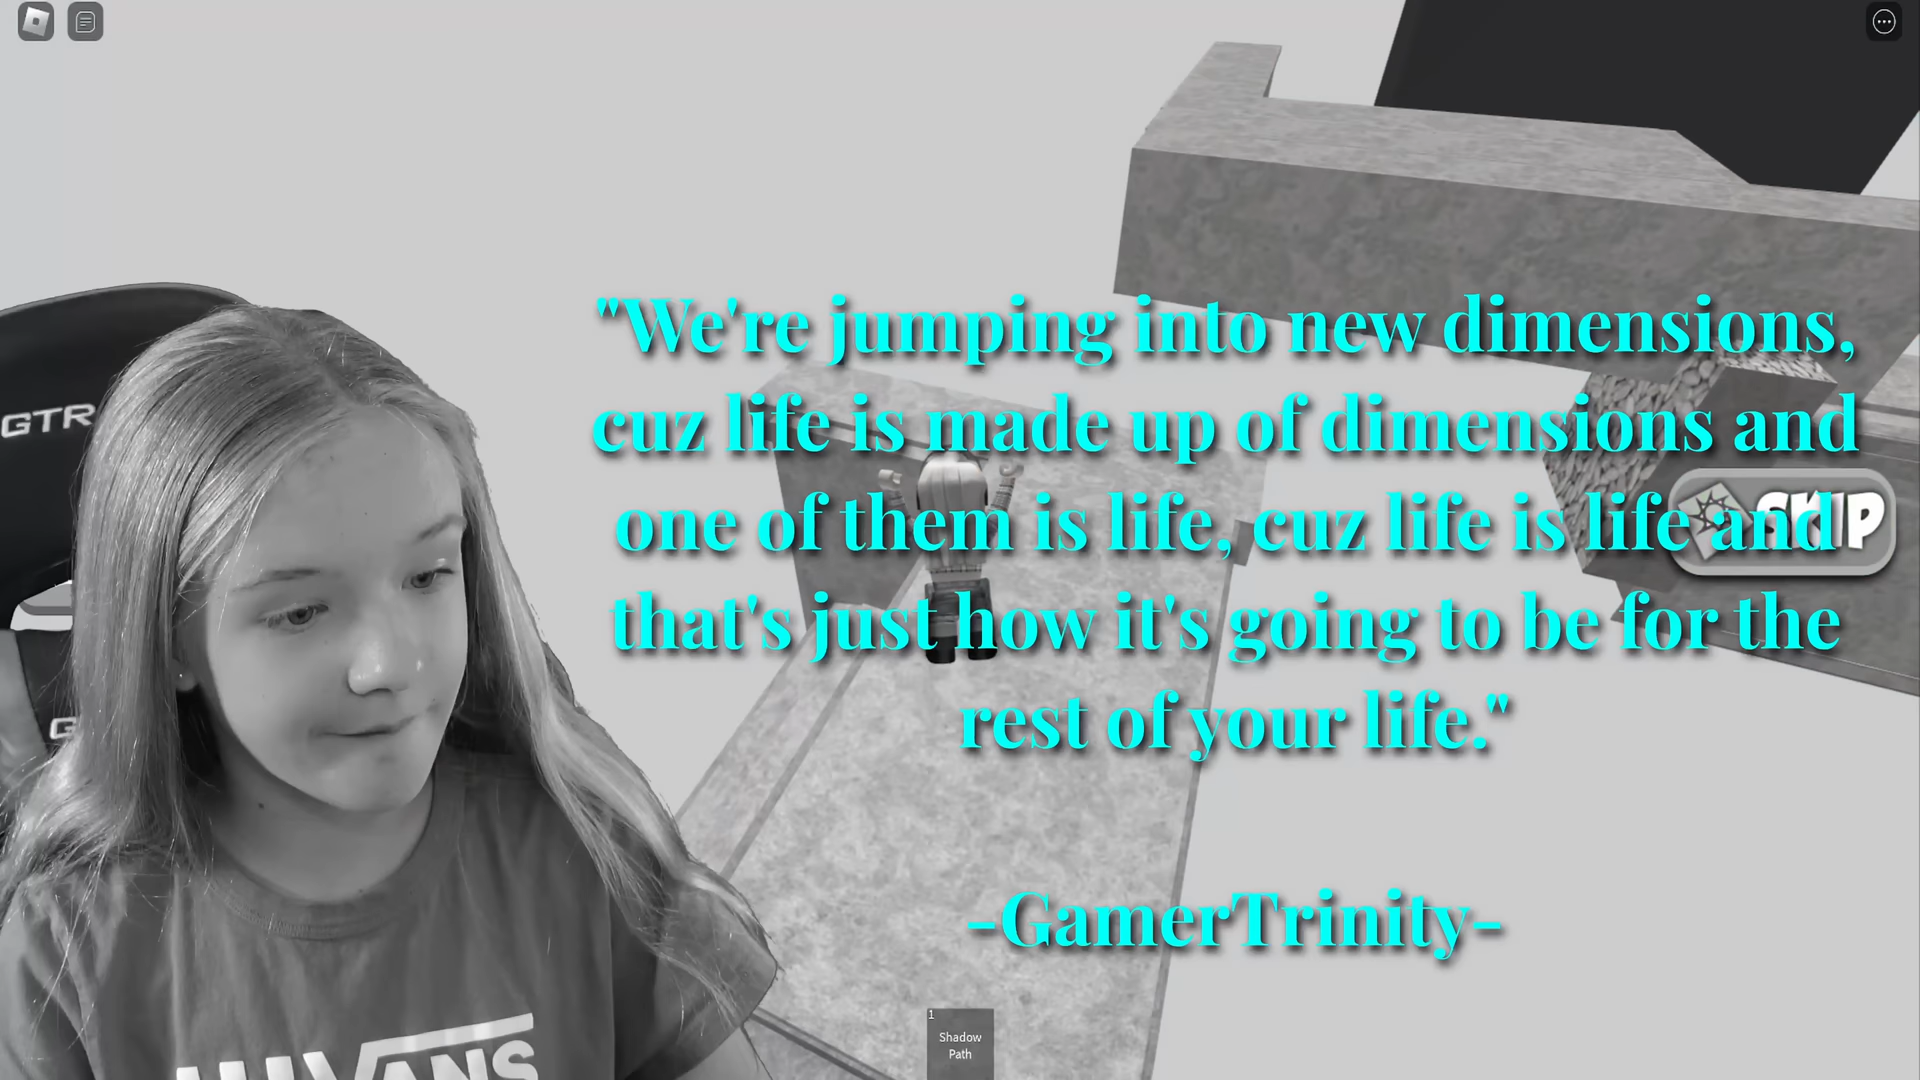 "We're jumping into new dimensions,
cuz life is made up of dimensions and
one of them is life, cuz life is life and
that's just how it's going to be for the
rest of your life."
-GamerTrinity-
GTR
SKIP
G
VANS
1
Shadow
Path